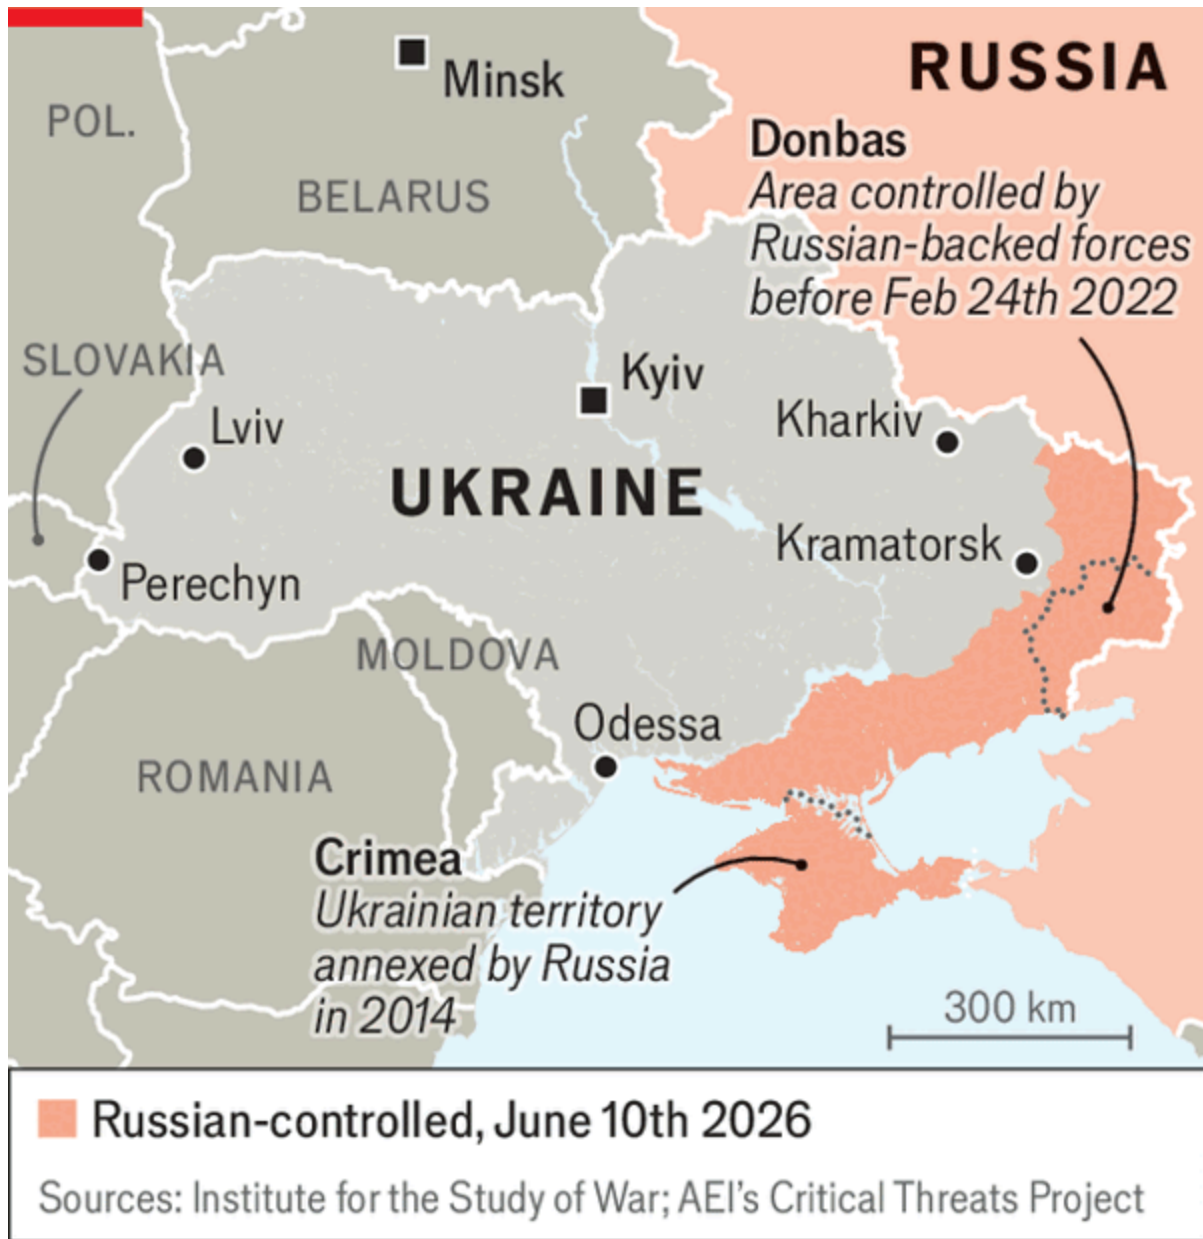 RUSSIA
Minsk
POL.
Donbas
Area controlled by
Russian-backed forces
before Feb 24th 2022
BELARUS
SLOVAKIA
Kyiv
Lviv
Kharkiv
UKRAINE
Kramatorsk
Perechyn
MOLDOVA
Odessa
ROMANIA
Crimea
Ukrainian territory
annexed by Russia
in 2014
300 km
Russian-controlled, June 10th 2026
Sources: Institute for the Study of War; AEI’s Critical Threats Project